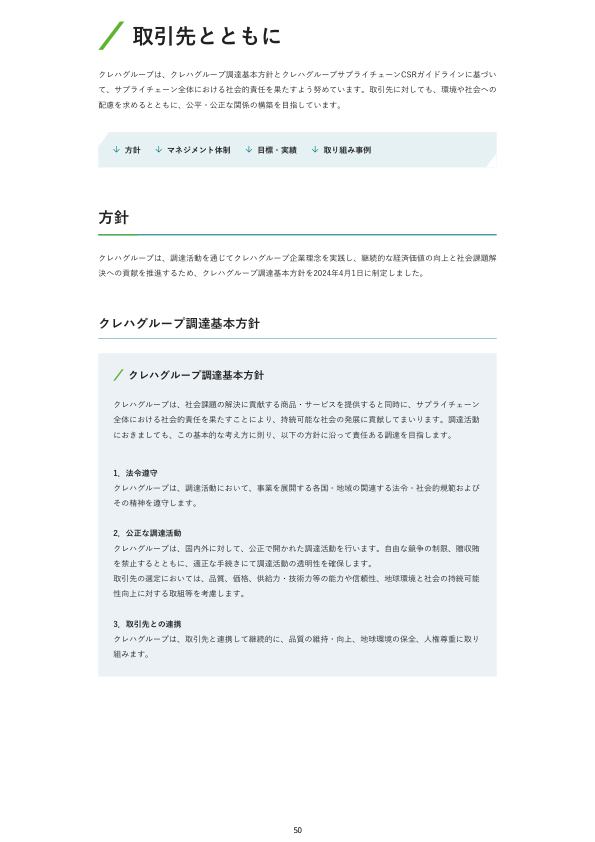 取引先とともに
クレハグループは、クレハグループ調達基本方針とクレハグループサプライチェーンCSRガイドラインに基づい
て、サプライチェーン全体における社会的責任を果たすよう努めています。取引先に対しても、環境や社会への
配慮を求めるとともに、公平・公正な関係の構築を目指しています。
↓ 方針 ↓ マネジメント体制 ↓ 目標・実績 ↓ 取り組み事例
方針
クレハグループは、調達活動を通じてクレハグループ企業理念を実践し、継続的な経済価値の向上と社会課題解
決への貢献を推進するため、クレハグループ調達基本方針を2024年4月1日に制定しました。
クレハグループ調達基本方針
クレハグループ調達基本方針
クレハグループは、社会課題の解決に貢献する商品・サービスを提供すると同時に、サプライチェーン
全体における社会的責任を果たすことにより、持続可能な社会の発展に貢献してまいります。調達活動
におきましても、この基本的な考え方に則り、以下の方針に沿って責任ある調達を目指します。
1．法令遵守
クレハグループは、調達活動において、事業を展開する各国・地域の関連する法令・社会的規範および
その精神を遵守します。
2．公正な調達活動
クレハグループは、国内外に対して、公正で開かれた調達活動を行います。自由な競争の制限、贈収賄
を禁止するとともに、適正な手続きにて調達活動の透明性を確保します。
取引先の選定においては、品質、価格、供給力・技術力等の能力や信頼性、地球環境と社会の持続可能
性向上に対する取組等を考慮します。
3．取引先との連携
クレハグループは、取引先と連携して継続的に、品質の維持・向上、地球環境の保全、人権尊重に取り
組みます。
50